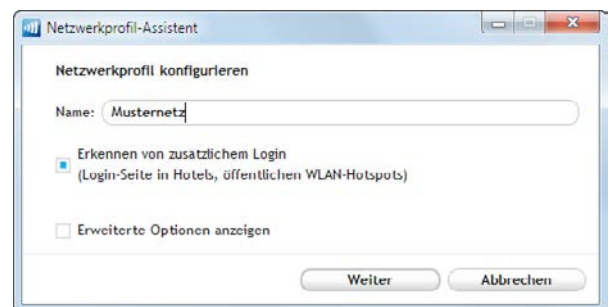 Netzwerkprofil-Assistent
Netzwerkprofil konfigurieren
Name: Musternetz
Erkennen von zusätzlichem Login
(Login-Seite in Hotels, öffentlichen WLAN-Hotspots)
Erweiterte Optionen anzeigen
Weiter Abbrechen